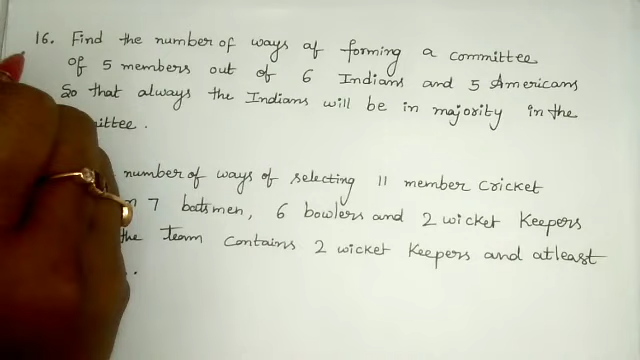 16. Find the number of ways of forming a committee
of 5 members out of 6 Indians and 5 Americans
So that always the Indians will be in majority in the
ittee.
number of ways of selecting 11 member Cricket
7 batsmen, 6 bowlers and 2 wicket Keepers
the team contains 2 wicket Keepers and atleast